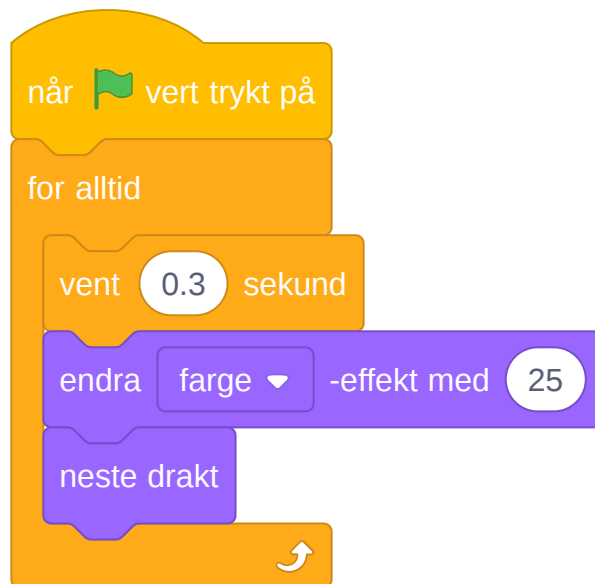 når vert trykt på
for alltid
vent 0.3 sekund
endra farge -effekt med 25
neste drakt